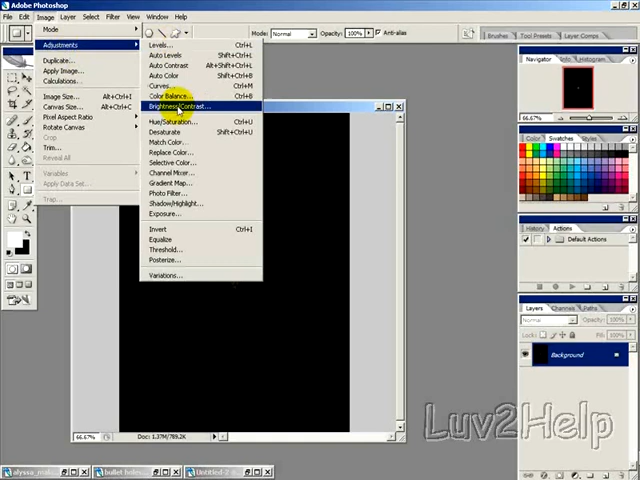 Adobe Photoshop
File Edit Image Layer Select Filter View Window Help
Mode: Normal Opacity: 100% Anti-alias
Brushes Tool Presets Layer Comps
Mode
Adjustments
Duplicate...
Apply Image...
Calculations...
Image Size... Alt+Ctrl+I
Canvas Size... Alt+Ctrl+C
Pixel Aspect Ratio
Rotate Canvas
Crop
Trim...
Reveal All
Variables
Apply Data Set...
Trap...
Levels... Ctrl+L
Auto Levels Shift+Ctrl+L
Auto Contrast Alt+Shift+Ctrl+L
Auto Color Shift+Ctrl+B
Curves... Ctrl+M
Color Balance... Ctrl+B
Brightness/Contrast...
Hue/Saturation... Ctrl+U
Desaturate Shift+Ctrl+U
Match Color...
Replace Color...
Selective Color...
Channel Mixer...
Gradient Map...
Photo Filter...
Shadow/Highlight...
Exposure...
Invert Ctrl+I
Equalize
Threshold...
Posterize...
Variations...
Navigator Info Histogram
66.67%
Color Swatches Styles
History Actions
Default Actions
Layers Channels Paths
Normal Opacity: 100%
Lock: Fill: 100%
Background
66.67% Doc: 1.37M/789.2K
Luv2Help
alyssa_mil
bullet holes
Untitled-2